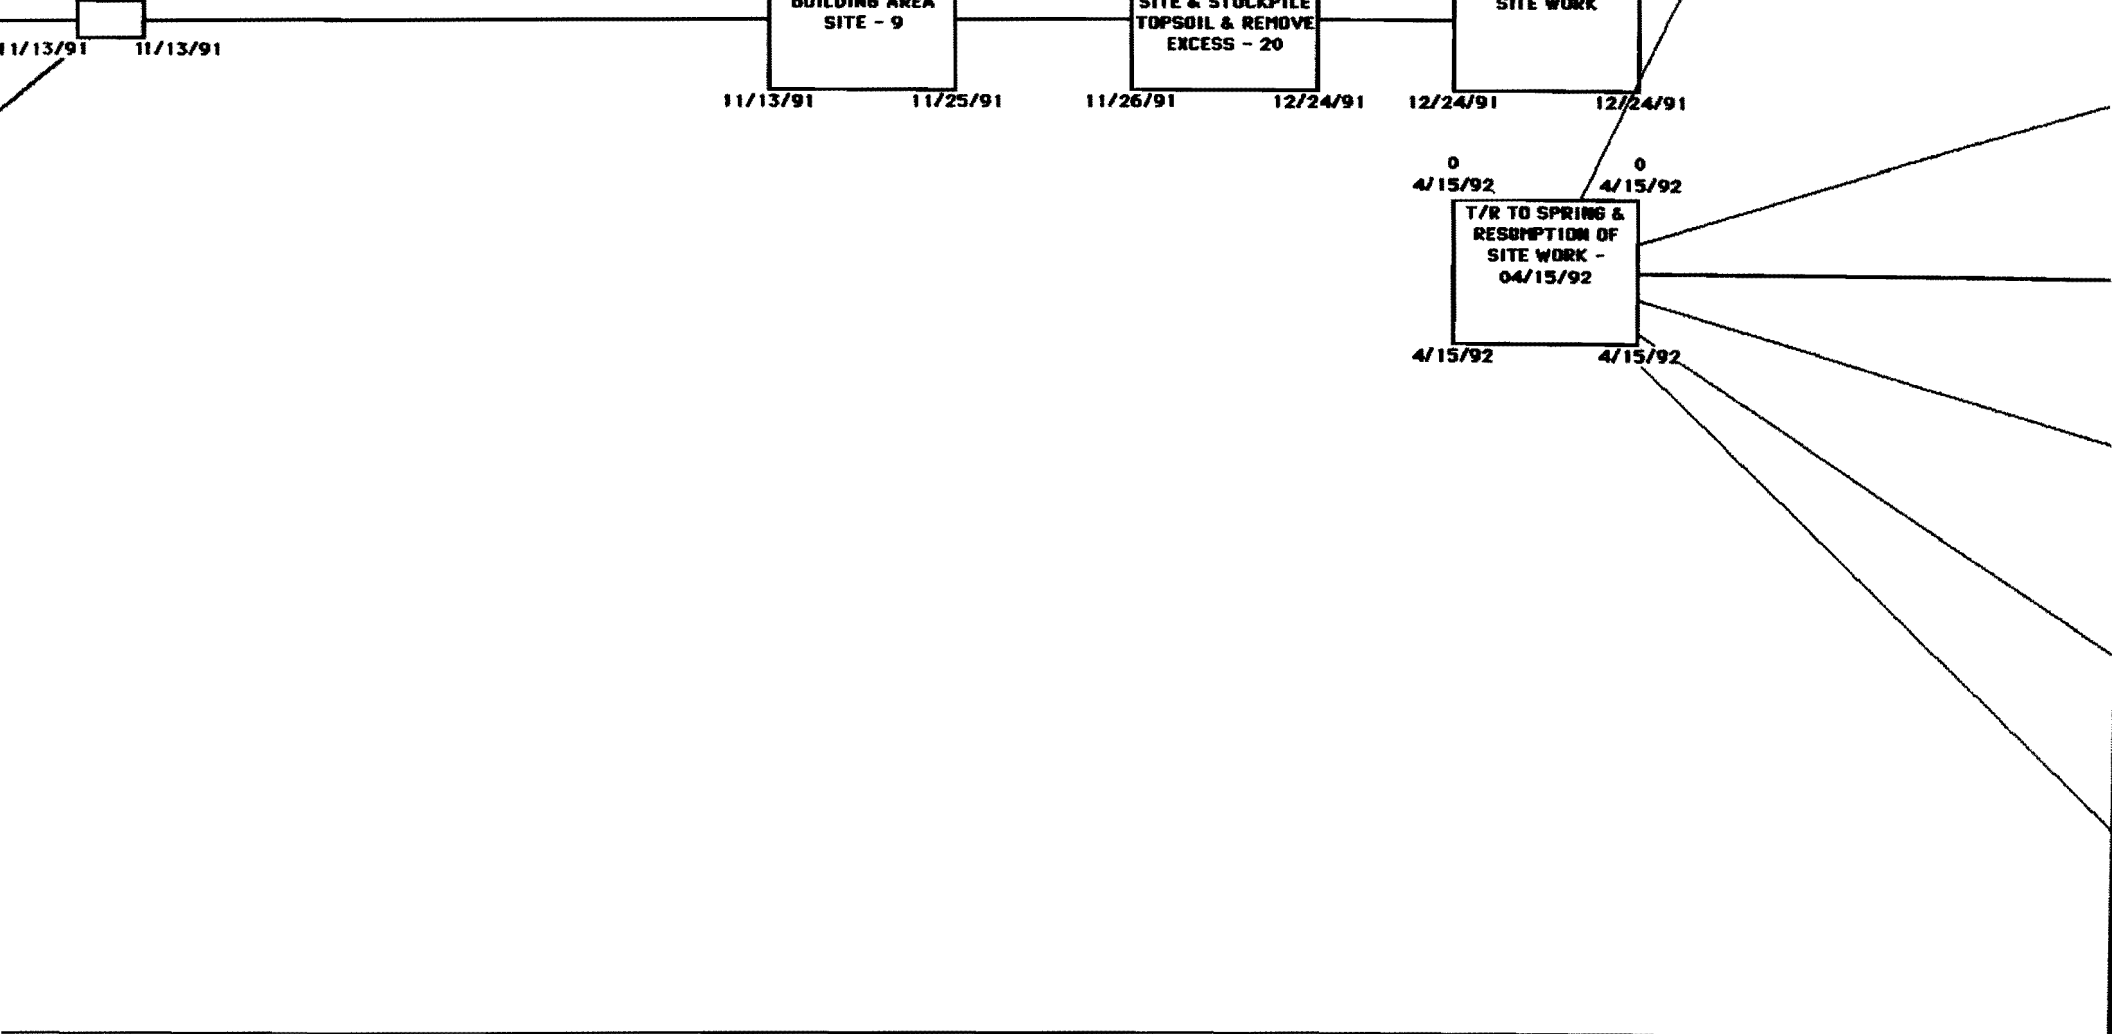 11/13/91 11/13/91
BUILDING AREA
SITE - 9
11/13/91 11/25/91
SITE & STOCKPILE
TOPSOIL & REMOVE
EXCESS - 20
11/26/91 12/24/91
SITE WORK
12/24/91 12/24/91
0 0
4/15/92 4/15/92
T/R TO SPRING &
RESUMPTION OF
SITE WORK -
04/15/92
4/15/92 4/15/92